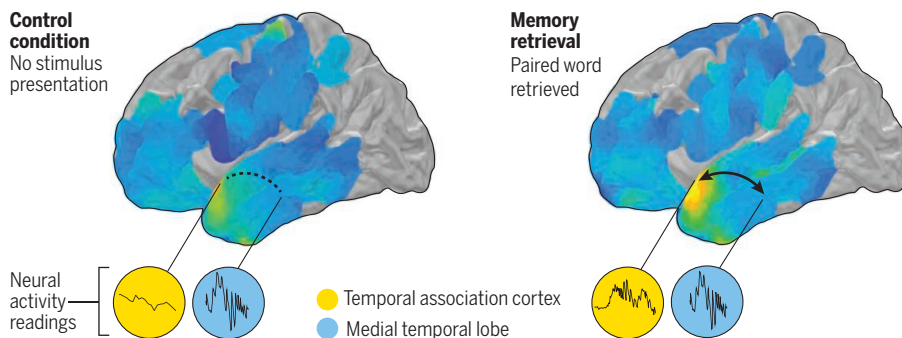 Control
condition
No stimulus
presentation
Memory
retrieval
Paired word
retrieved
Neural
activity
readings
Temporal association cortex
Medial temporal lobe